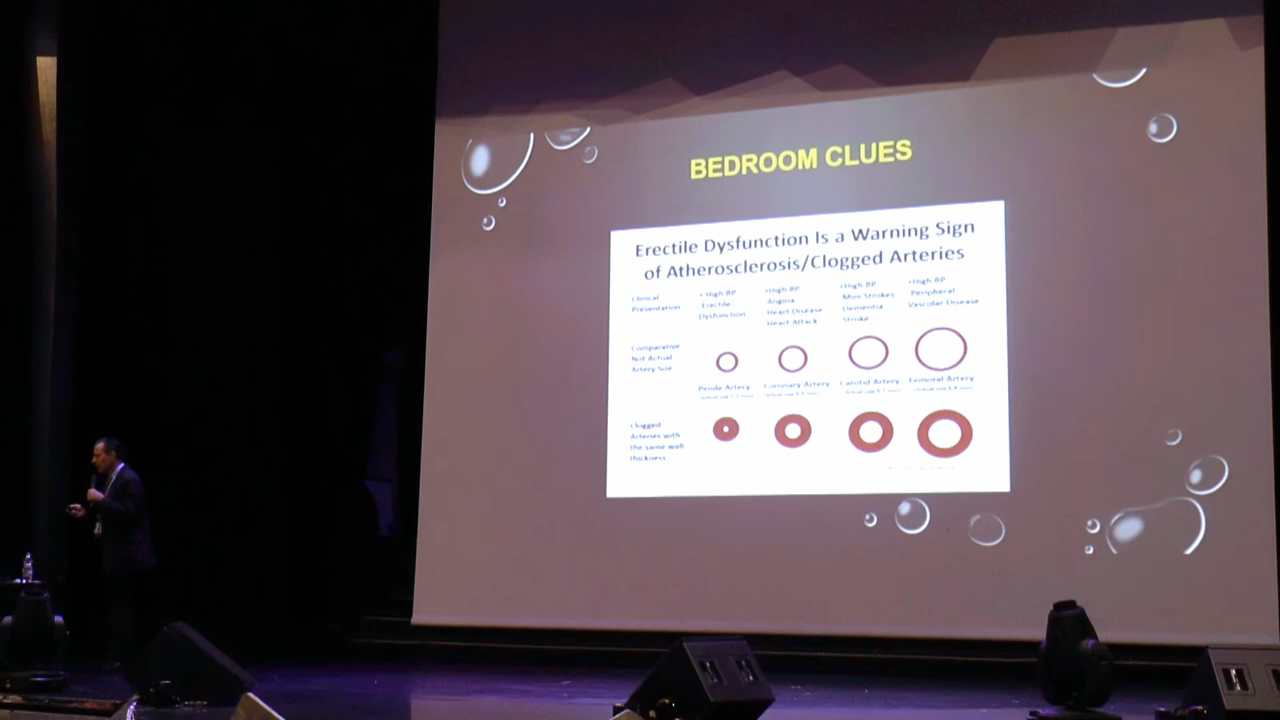 BEDROOM CLUES
Erectile Dysfunction Is a Warning Sign
of Atherosclerosis/Clogged Arteries
Clinical
Presentation
• High BP
Erectile
Dysfunction
• High BP
Angina
Heart Disease
Heart Attack
• High BP
Mini Strokes
Dementia
Stroke
• High BP
Peripheral
Vascular Disease
Comparative
Not Actual
Artery Size
Penile Artery
Coronary Artery
Carotid Artery
Femoral Artery
Clogged
Arteries with
the same wall
thickness